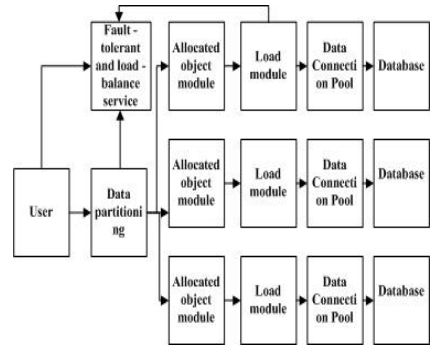 Fault -
tolerant
and load -
balance
service
Allocated
object
module
Load
module
Data
Connecti
on Pool
Database
User
Data
partitioni
ng
Allocated
object
module
Load
module
Data
Connecti
on Pool
Database
Allocated
object
module
Load
module
Data
Connecti
on Pool
Database